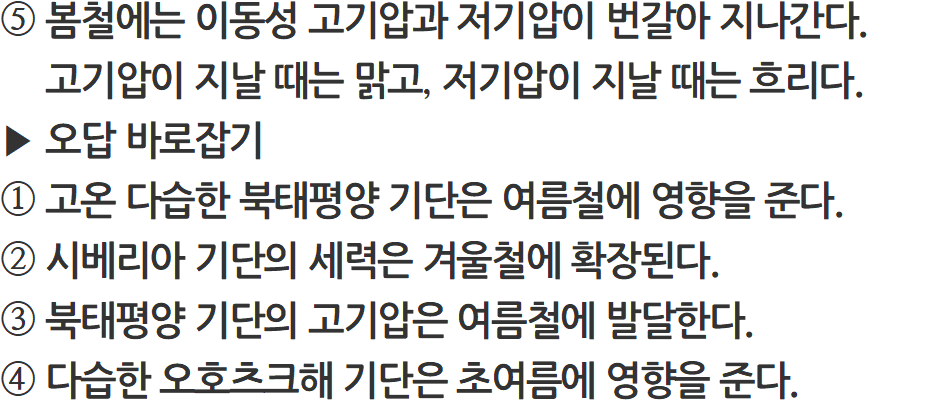 ⑤ 봄철에는 이동성 고기압과 저기압이 번갈아 지나간다.
고기압이 지날 때는 맑고, 저기압이 지날 때는 흐리다.
▶ 오답 바로잡기
① 고온 다습한 북태평양 기단은 여름철에 영향을 준다.
② 시베리아 기단의 세력은 겨울철에 확장된다.
③ 북태평양 기단의 고기압은 여름철에 발달한다.
④ 다습한 오호츠크해 기단은 초여름에 영향을 준다.